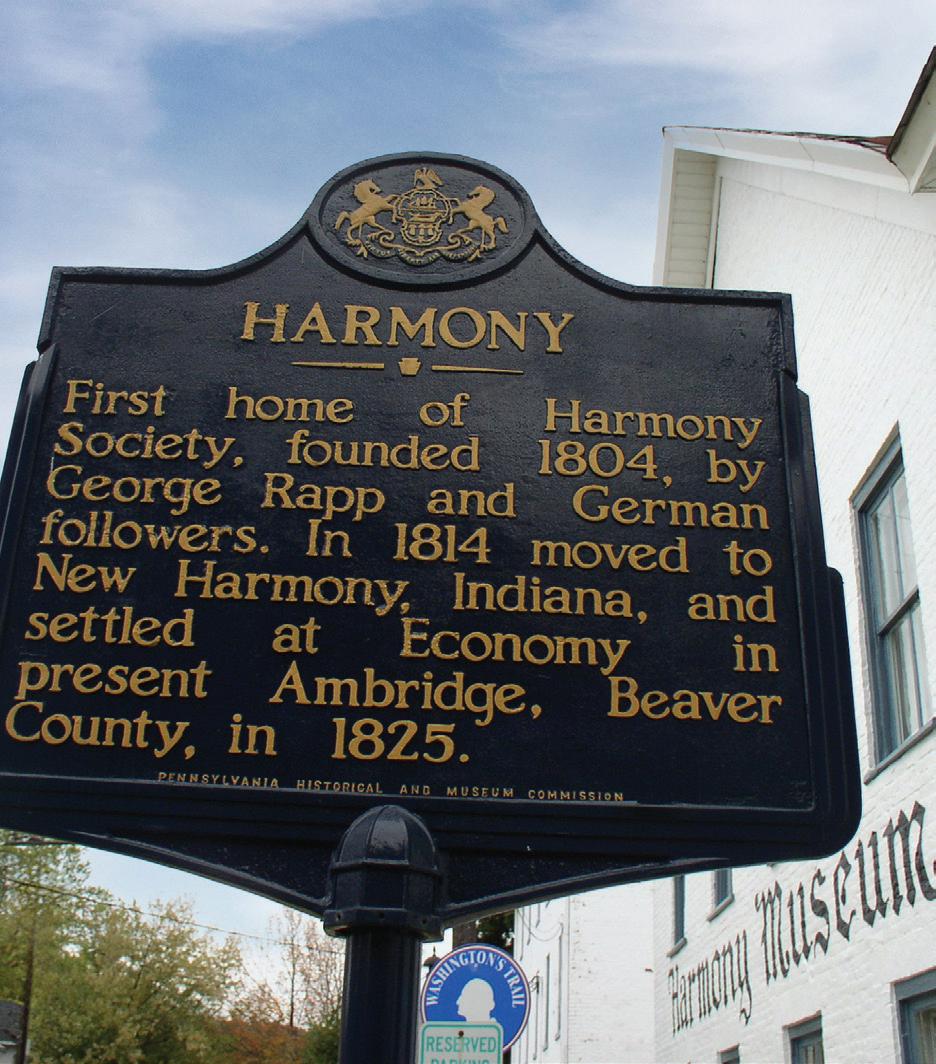 HARMONY
First home of Harmony
Society, founded 1804, by
George Rapp and German
followers. In 1814 moved to
New Harmony, Indiana, and
settled at Economy in
present Ambridge, Beaver
County, in 1825.
PENNSYLVANIA HISTORICAL AND MUSEUM COMMISSION
Harmony Museum
WASHINGTON'S TRAIL
RESERVED
PARKING